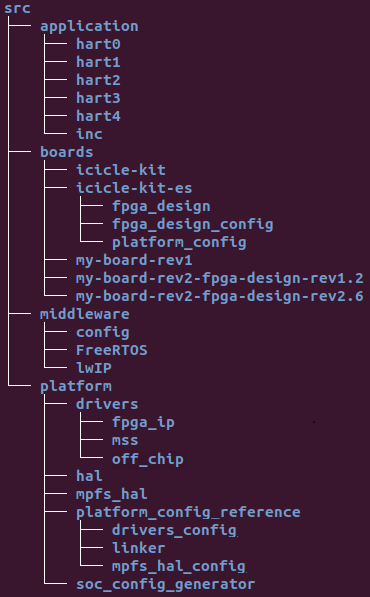 src
application
hart0
hart1
hart2
hart3
hart4
inc
boards
icicle-kit
icicle-kit-es
fpga_design
fpga_design_config
platform_config
my-board-rev1
my-board-rev2-fpga-design-rev1.2
my-board-rev2-fpga-design-rev2.6
middleware
config
FreeRTOS
lwIP
platform
drivers
fpga_ip
mss
off_chip
hal
mpfs_hal
platform_config_reference
drivers_config
linker
mpfs_hal_config
soc_config_generator